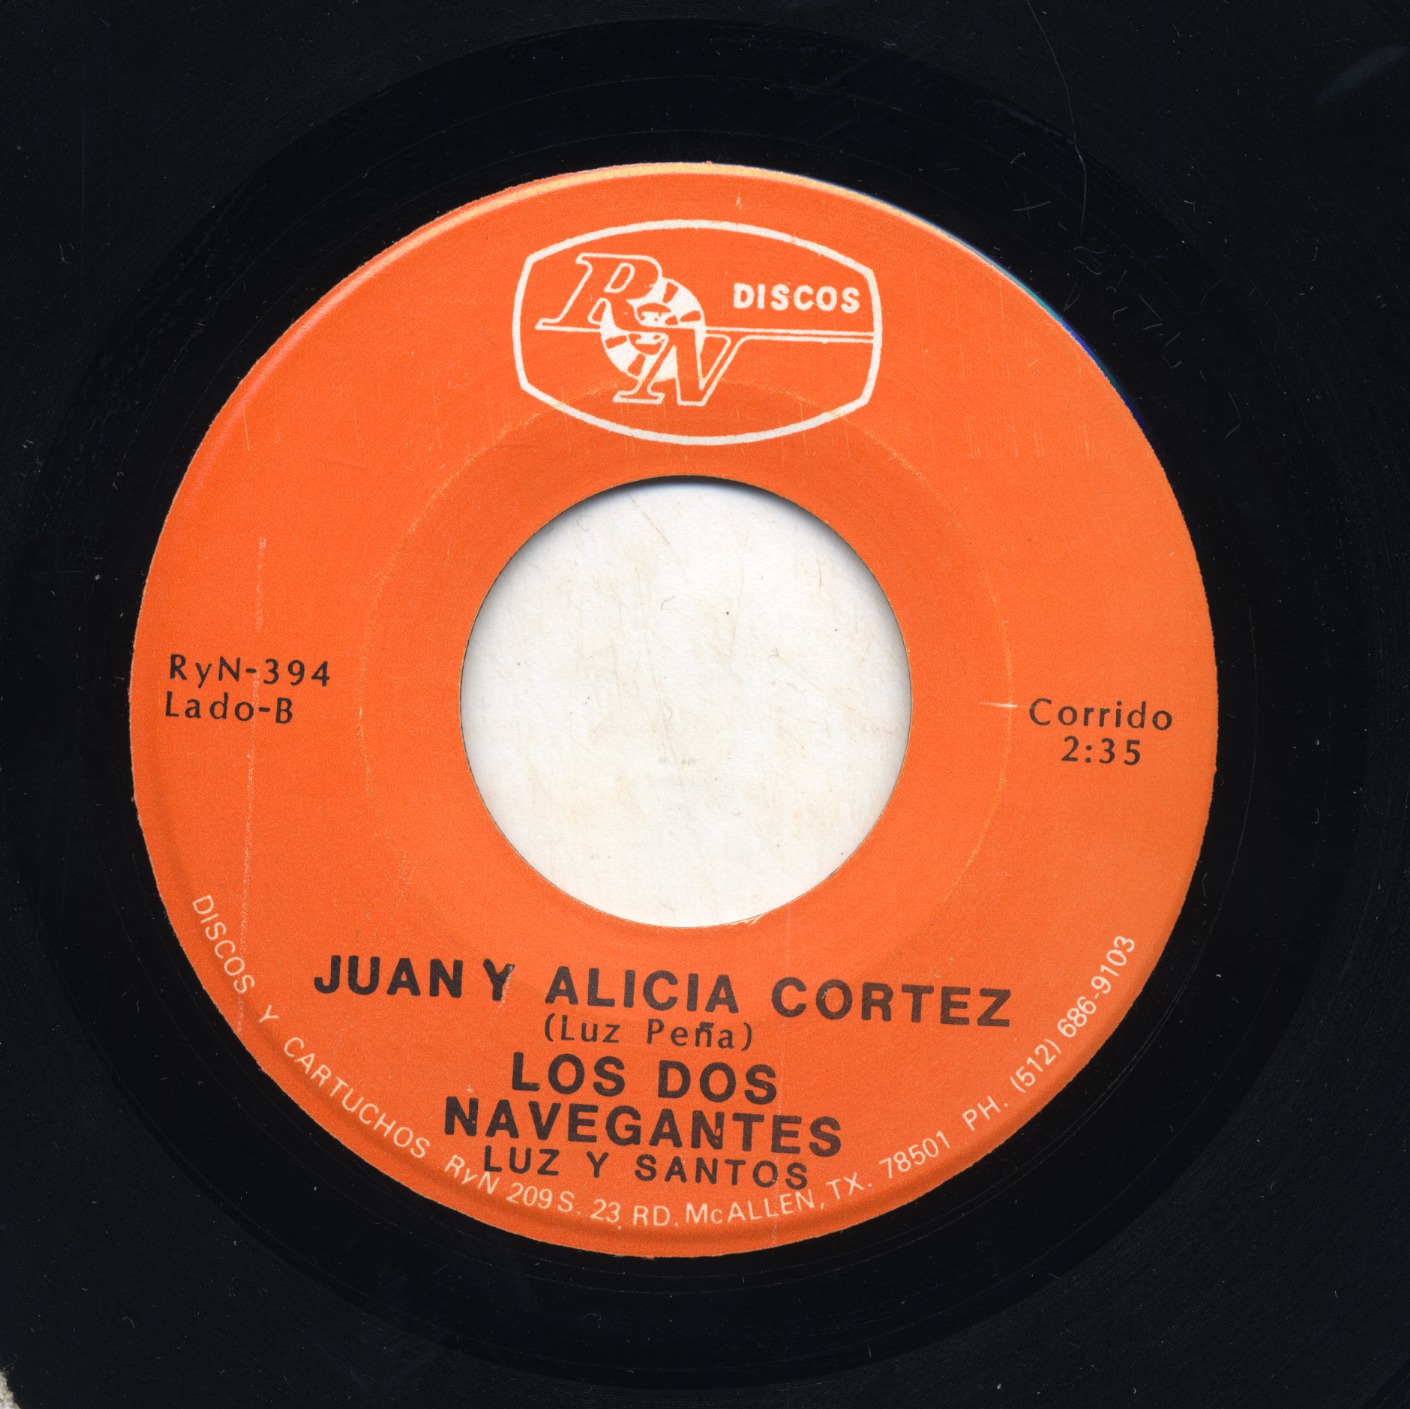 RyN DISCOS
RyN-394
Lado-B
Corrido
2:35
JUAN Y ALICIA CORTEZ
(Luz Peña)
LOS DOS
NAVEGANTES
LUZ Y SANTOS
DISCOS Y CARTUCHOS RyN 209 S. 23 RD. McALLEN, TX. 78501 PH. (512) 686-9103